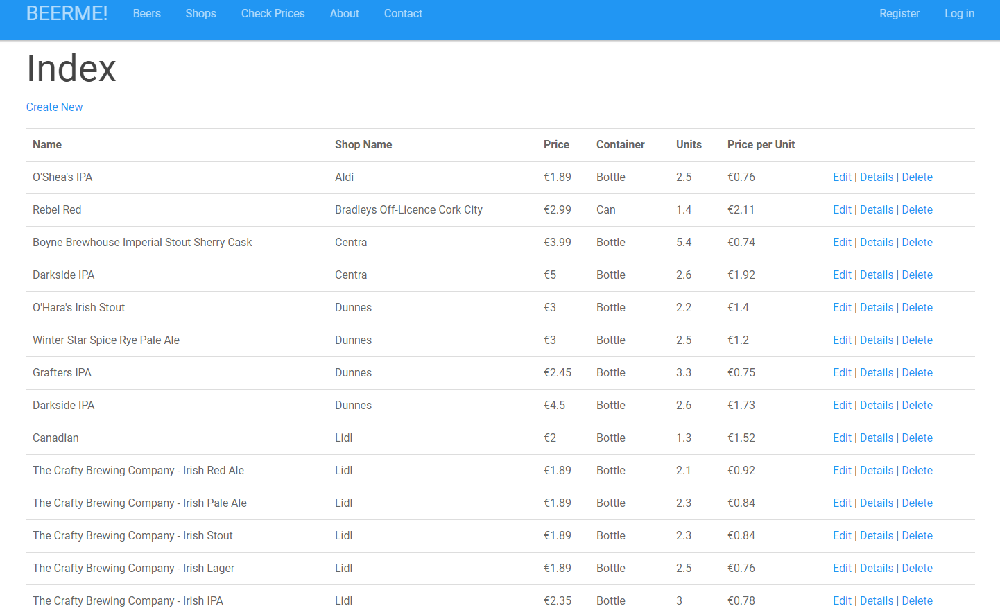 BEERME! Beers Shops Check Prices About Contact Register Log in
Index
Create New
Name Shop Name Price Container Units Price per Unit
O'Shea's IPA Aldi €1.89 Bottle 2.5 €0.76 Edit | Details | Delete
Rebel Red Bradleys Off-Licence Cork City €2.99 Can 1.4 €2.11 Edit | Details | Delete
Boyne Brewhouse Imperial Stout Sherry Cask Centra €3.99 Bottle 5.4 €0.74 Edit | Details | Delete
Darkside IPA Centra €5 Bottle 2.6 €1.92 Edit | Details | Delete
O'Hara's Irish Stout Dunnes €3 Bottle 2.2 €1.4 Edit | Details | Delete
Winter Star Spice Rye Pale Ale Dunnes €3 Bottle 2.5 €1.2 Edit | Details | Delete
Grafters IPA Dunnes €2.45 Bottle 3.3 €0.75 Edit | Details | Delete
Darkside IPA Dunnes €4.5 Bottle 2.6 €1.73 Edit | Details | Delete
Canadian Lidl €2 Bottle 1.3 €1.52 Edit | Details | Delete
The Crafty Brewing Company - Irish Red Ale Lidl €1.89 Bottle 2.1 €0.92 Edit | Details | Delete
The Crafty Brewing Company - Irish Pale Ale Lidl €1.89 Bottle 2.3 €0.84 Edit | Details | Delete
The Crafty Brewing Company - Irish Stout Lidl €1.89 Bottle 2.3 €0.84 Edit | Details | Delete
The Crafty Brewing Company - Irish Lager Lidl €1.89 Bottle 2.5 €0.76 Edit | Details | Delete
The Crafty Brewing Company - Irish IPA Lidl €2.35 Bottle 3 €0.78 Edit | Details | Delete